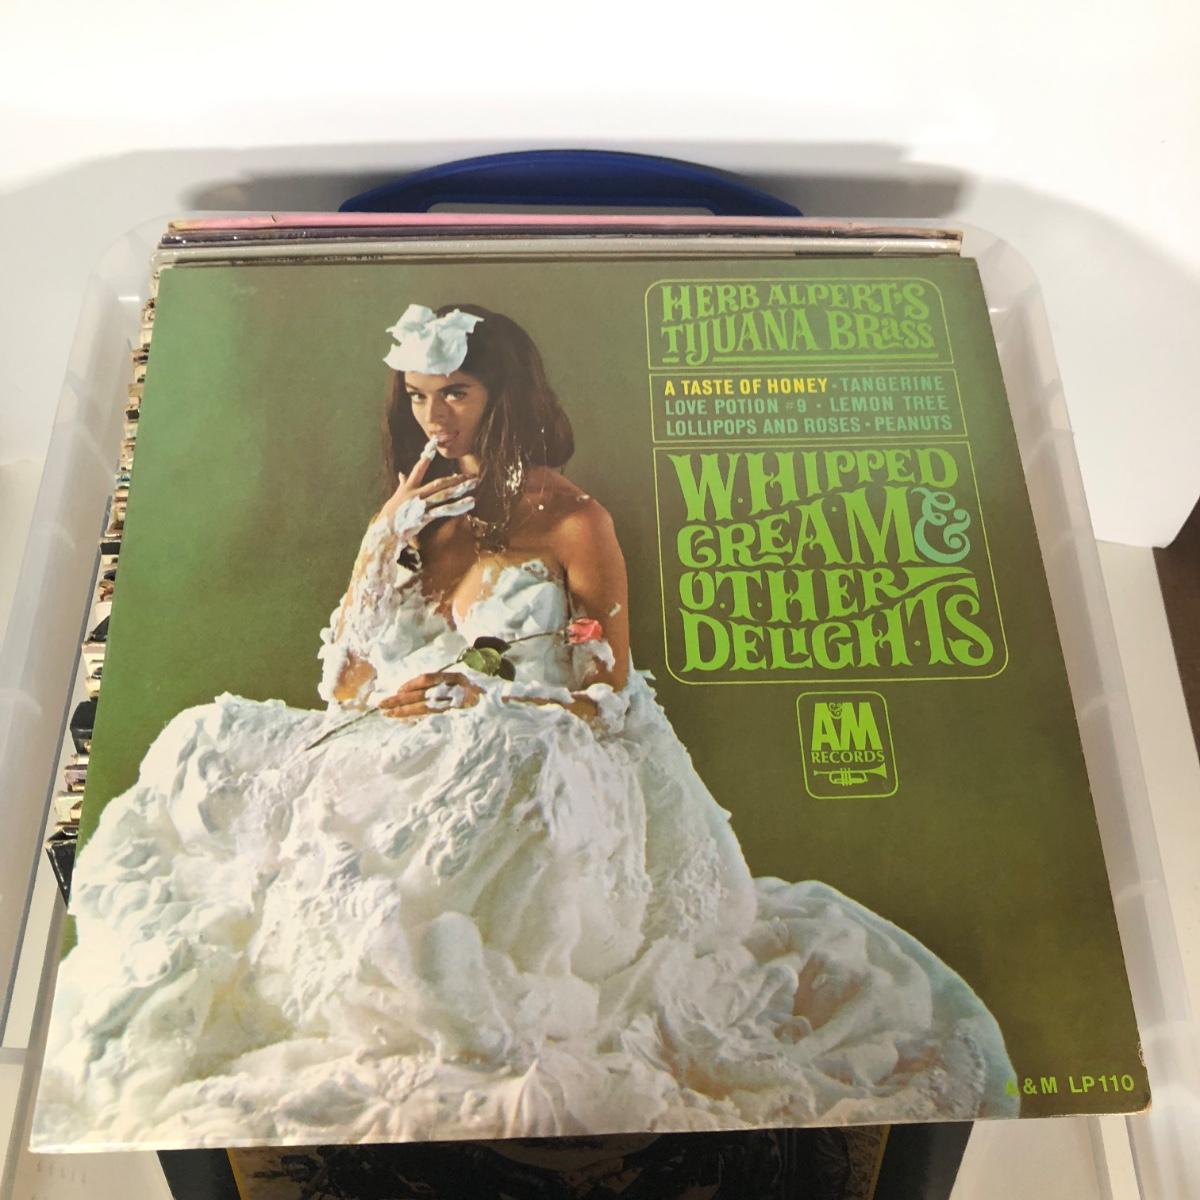 HERB ALPERT'S
TIJUANA BRASS
A TASTE OF HONEY · TANGERINE
LOVE POTION #9 · LEMON TREE
LOLLIPOPS AND ROSES · PEANUTS
WHIPPED
CREAM &
OTHER
DELIGHTS
A&M
RECORDS
A & M LP110